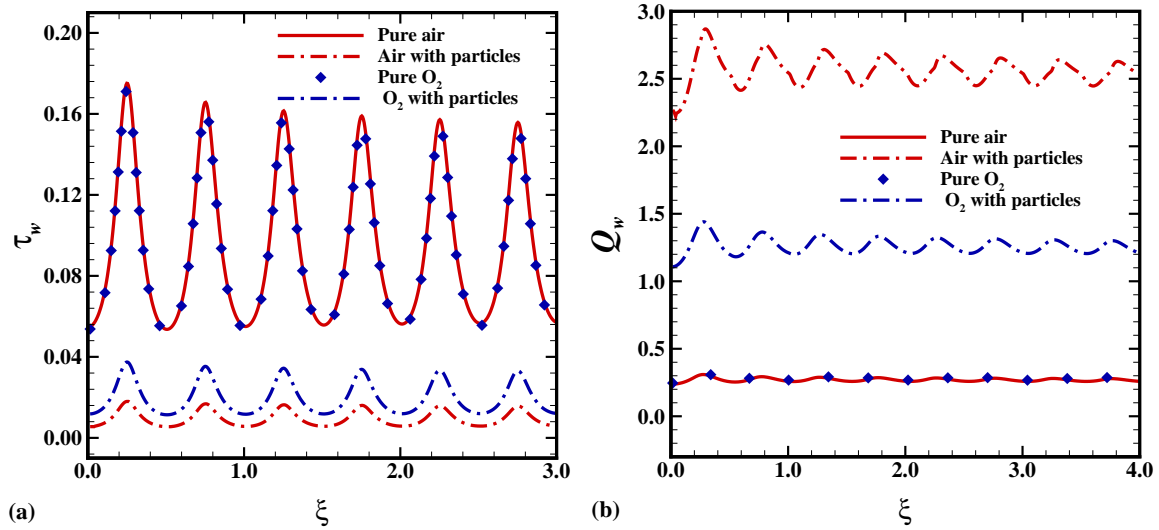 0.20
0.16
0.12
0.08
0.04
0.00
τw
Pure air
Air with particles
Pure O2
O2 with particles
0.0 1.0 2.0 3.0
ξ
(a)
3.0
2.5
2.0
1.5
1.0
0.5
0.0
Qw
Pure air
Air with particles
Pure O2
O2 with particles
0.0 1.0 2.0 3.0 4.0
ξ
(b)